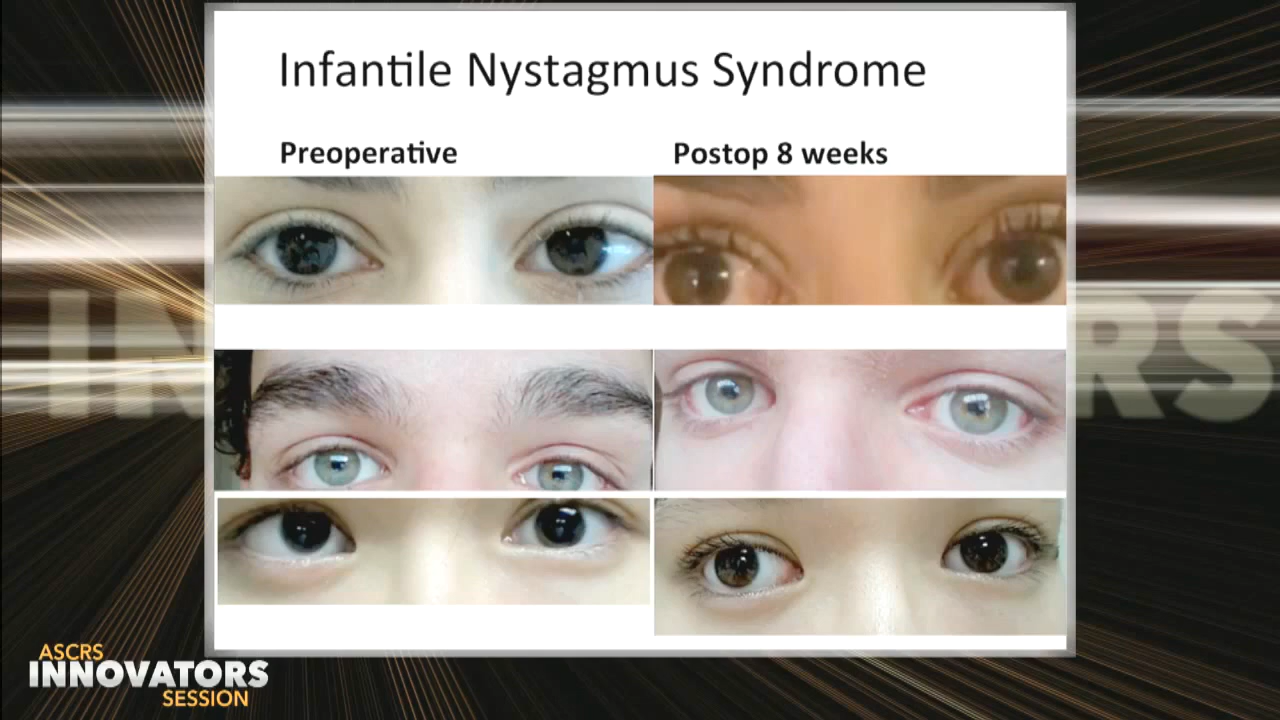 Infantile Nystagmus Syndrome
Preoperative
Postop 8 weeks
ASCRS
INNOVATORS
SESSION